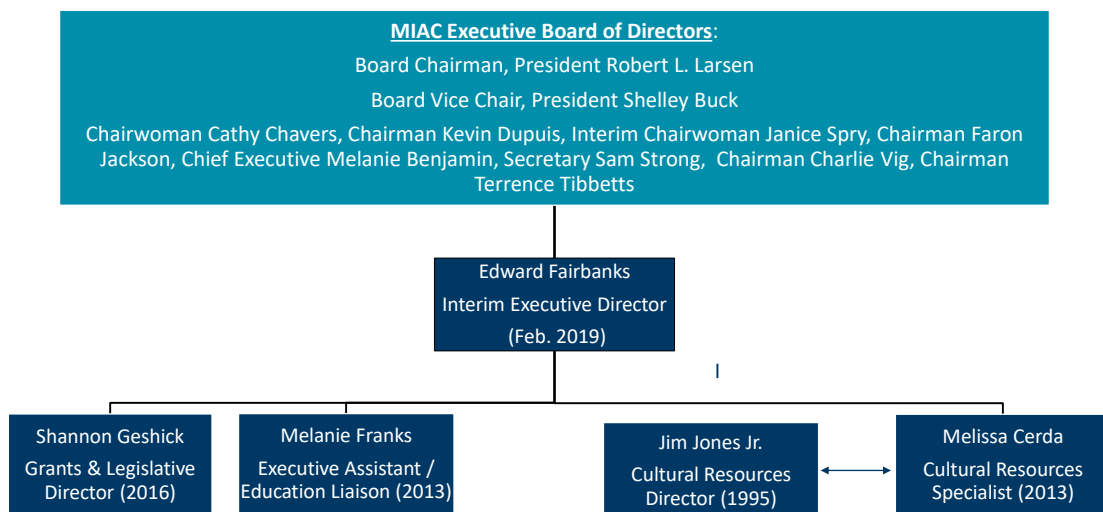 MIAC Executive Board of Directors:
Board Chairman, President Robert L. Larsen
Board Vice Chair, President Shelley Buck
Chairwoman Cathy Chavers, Chairman Kevin Dupuis, Interim Chairwoman Janice Spry, Chairman Faron
Jackson, Chief Executive Melanie Benjamin, Secretary Sam Strong, Chairman Charlie Vig, Chairman
Terrence Tibbetts
Edward Fairbanks
Interim Executive Director
(Feb. 2019)
l
Shannon Geshick
Grants & Legislative
Director (2016)
Melanie Franks
Executive Assistant /
Education Liaison (2013)
Jim Jones Jr.
Cultural Resources
Director (1995)
Melissa Cerda
Cultural Resources
Specialist (2013)